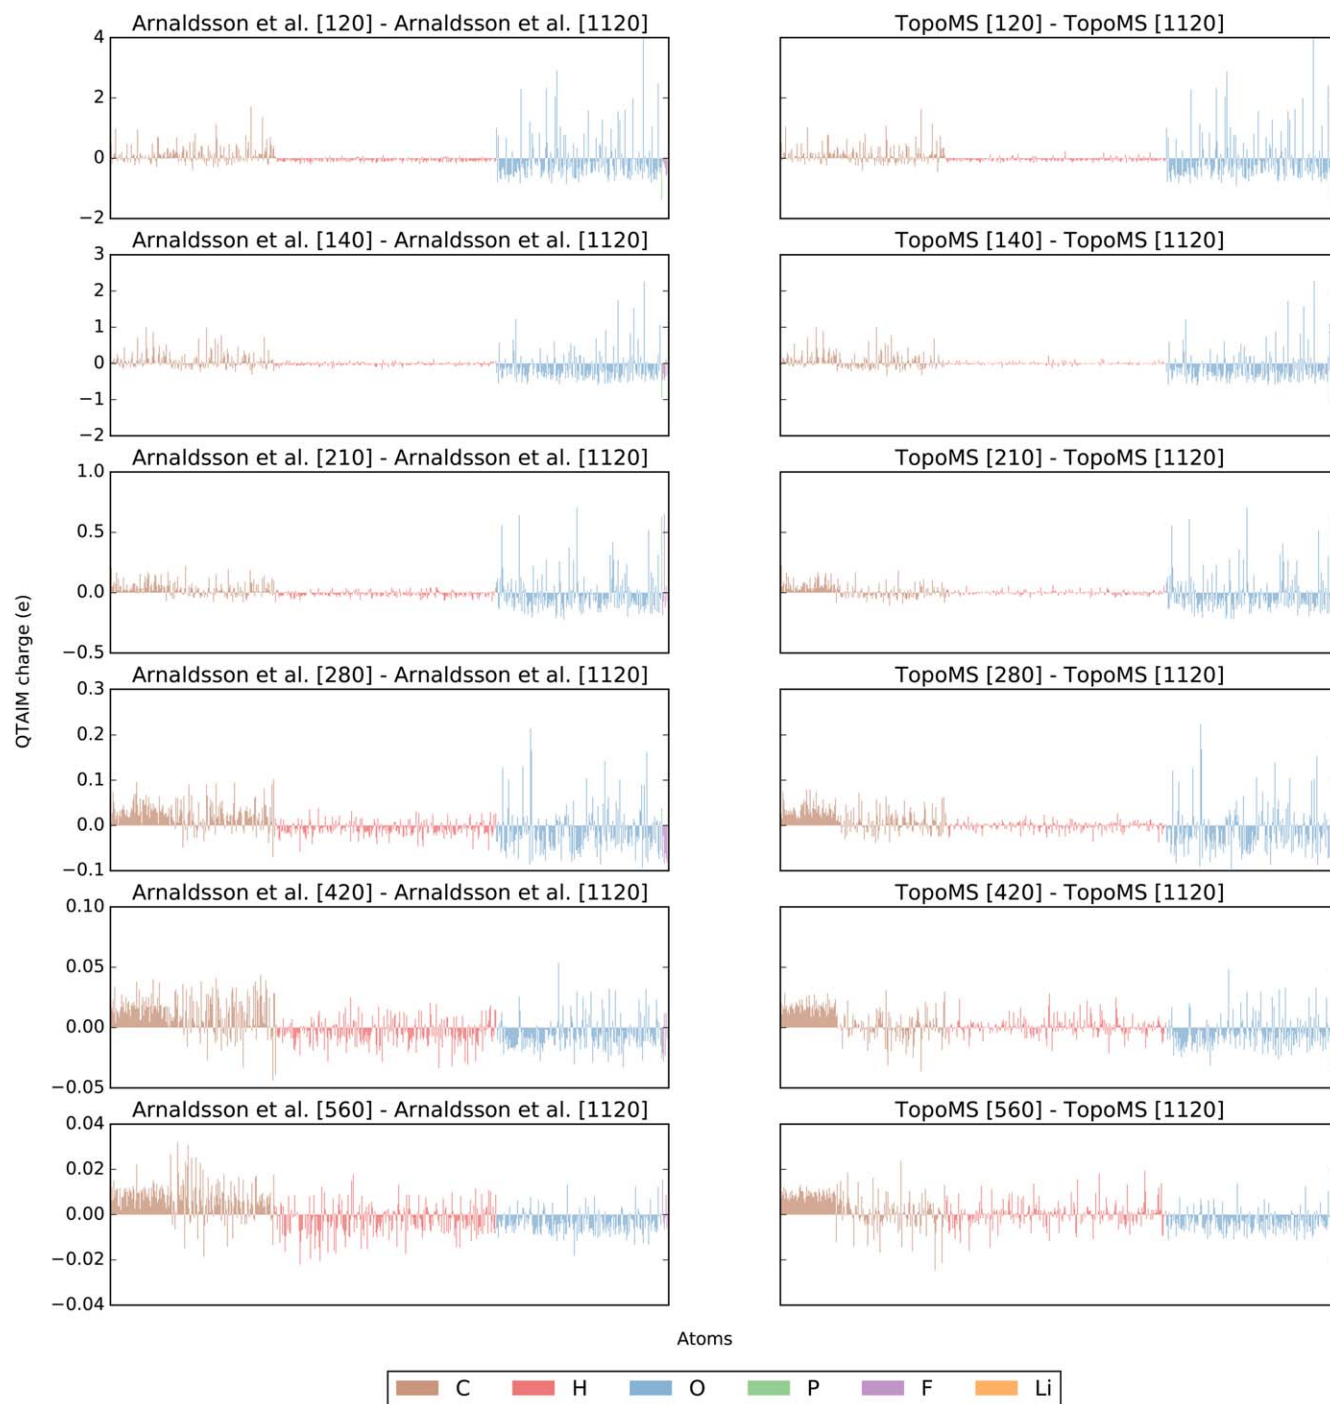 Arnaldsson et al. [120] - Arnaldsson et al. [1120]
TopoMS [120] - TopoMS [1120]
4
2
0
−2
Arnaldsson et al. [140] - Arnaldsson et al. [1120]
TopoMS [140] - TopoMS [1120]
3
2
1
0
−1
−2
Arnaldsson et al. [210] - Arnaldsson et al. [1120]
TopoMS [210] - TopoMS [1120]
1.0
0.5
0.0
−0.5
QTAIM charge (e)
Arnaldsson et al. [280] - Arnaldsson et al. [1120]
TopoMS [280] - TopoMS [1120]
0.3
0.2
0.1
0.0
−0.1
Arnaldsson et al. [420] - Arnaldsson et al. [1120]
TopoMS [420] - TopoMS [1120]
0.10
0.05
0.00
−0.05
Arnaldsson et al. [560] - Arnaldsson et al. [1120]
TopoMS [560] - TopoMS [1120]
0.04
0.02
0.00
−0.02
−0.04
Atoms
C H O P F Li